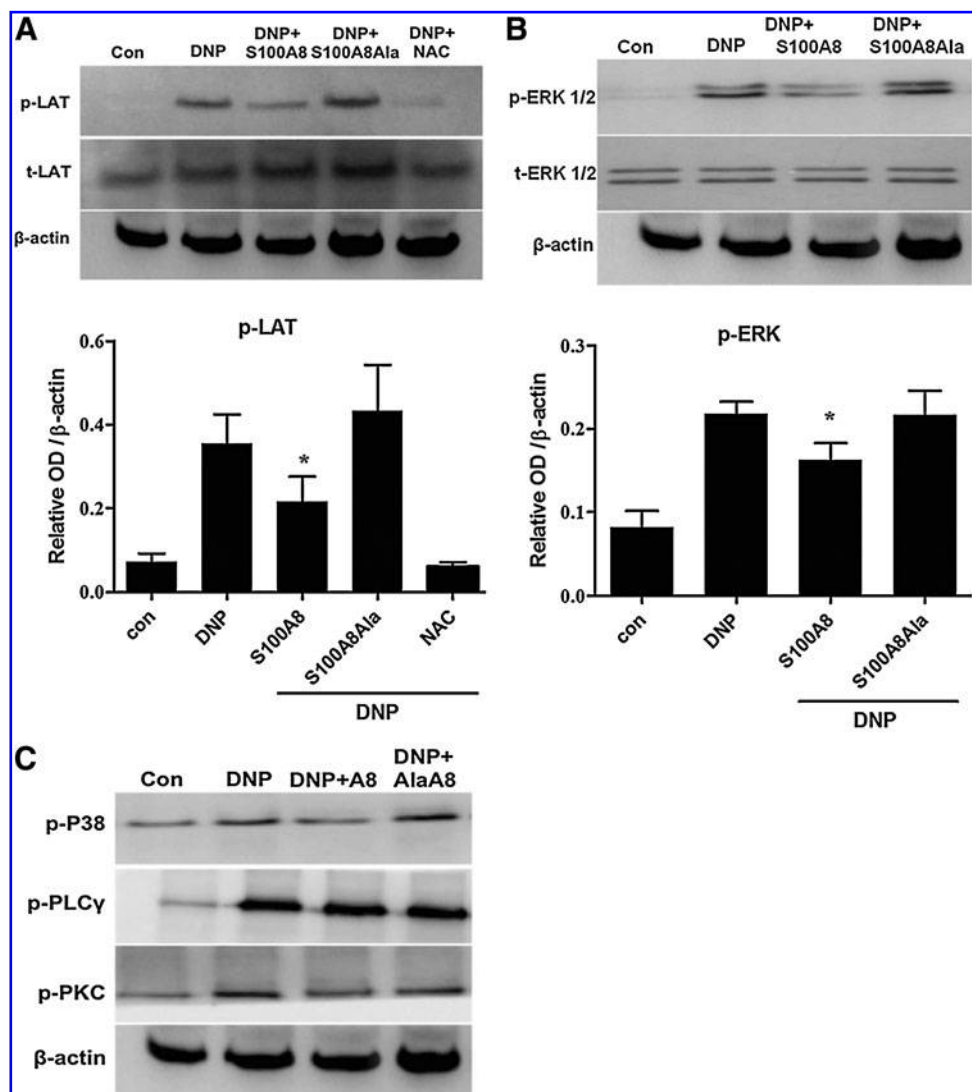 A
Con
DNP
DNP+
S100A8
DNP+
S100A8Ala
DNP+
NAC
p-LAT
t-LAT
β-actin
p-LAT
Relative OD /β-actin
0.6
0.4
0.2
0.0
*
con
DNP
S100A8
S100A8Ala
NAC
DNP
B
Con
DNP
DNP+
S100A8
DNP+
S100A8Ala
p-ERK 1/2
t-ERK 1/2
β-actin
p-ERK
Relative OD /β-actin
0.3
0.2
0.1
0.0
*
con
DNP
S100A8
S100A8Ala
DNP
C
Con
DNP
DNP+A8
DNP+
AlaA8
p-P38
p-PLCγ
p-PKC
β-actin